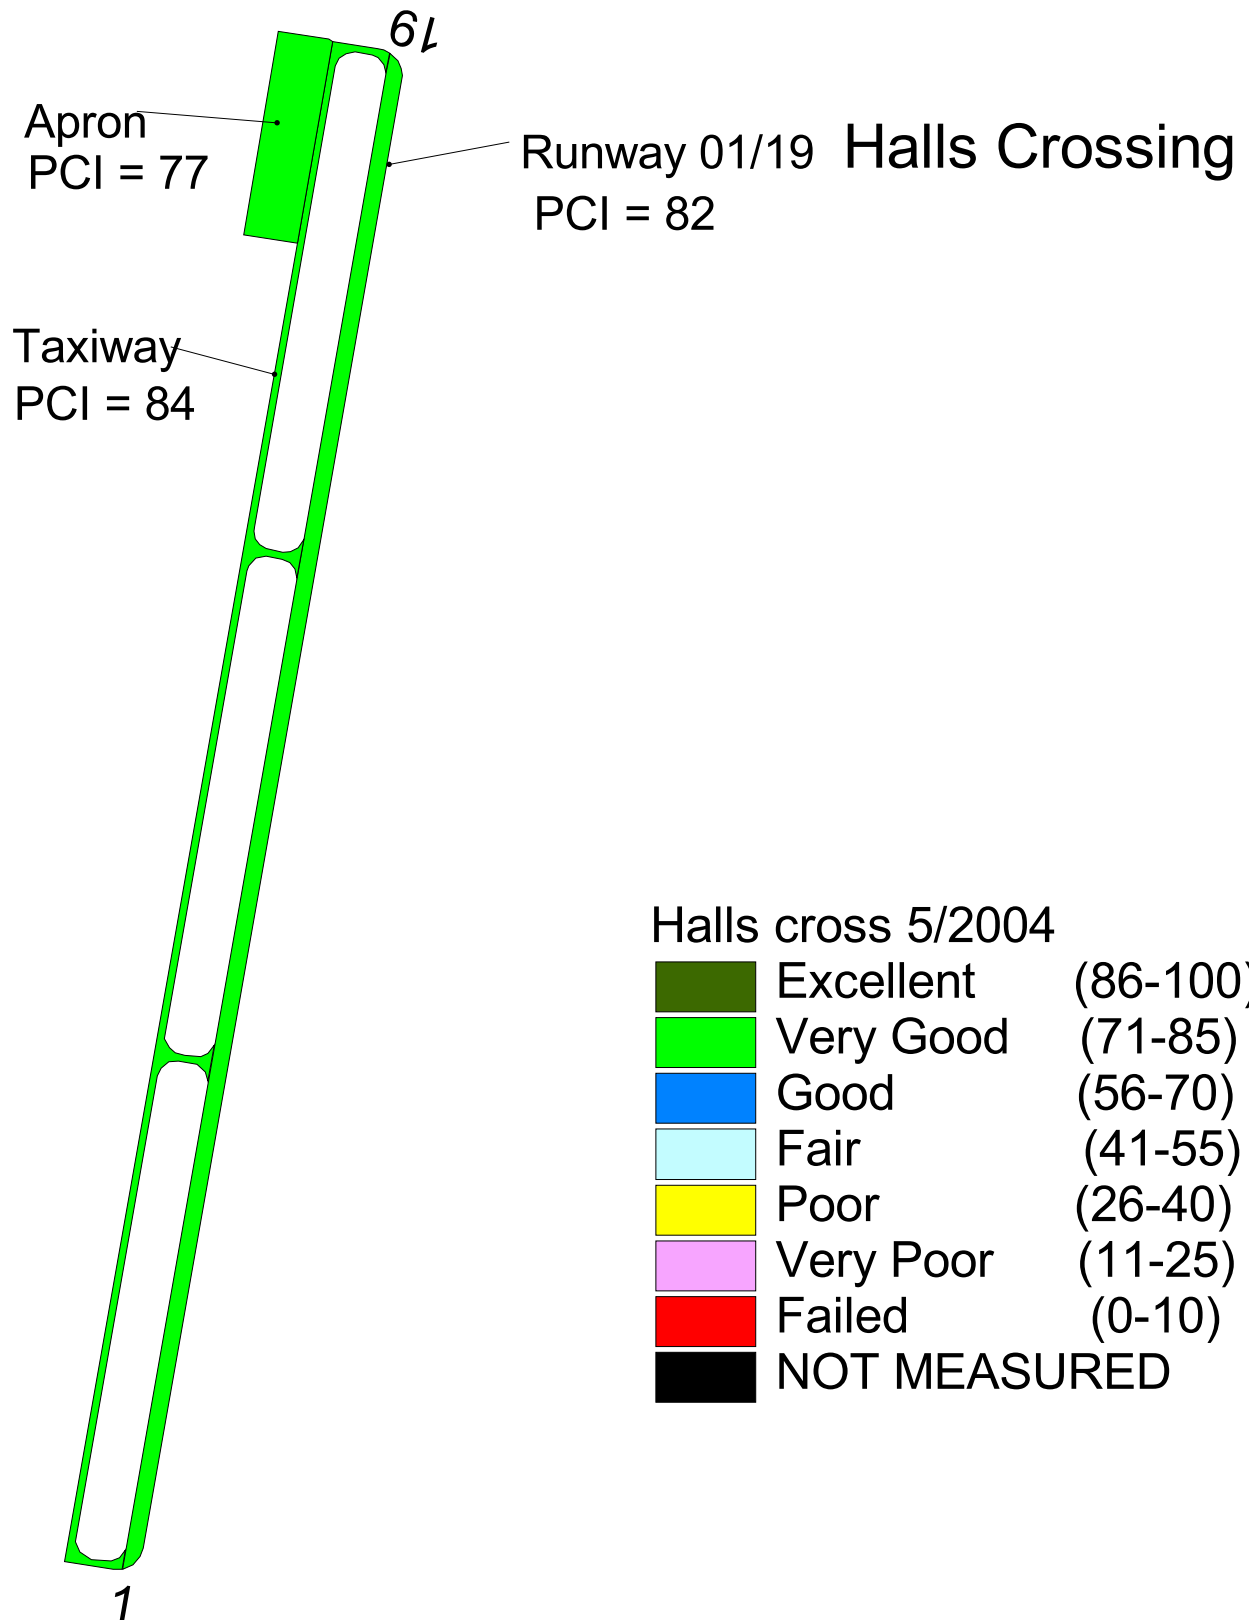 19
Apron
PCI = 77
Runway 01/19
PCI = 82
Halls Crossing
Taxiway
PCI = 84
Halls cross 5/2004
Excellent (86-100)
Very Good (71-85)
Good (56-70)
Fair (41-55)
Poor (26-40)
Very Poor (11-25)
Failed (0-10)
NOT MEASURED
1